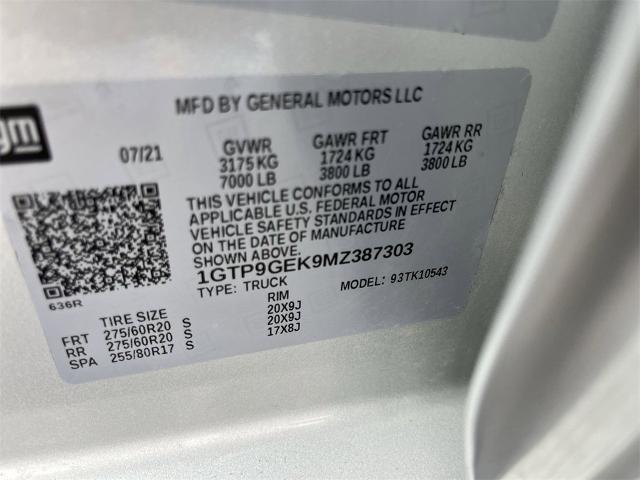 gm
MFD BY GENERAL MOTORS LLC
07/21
GVWR GAWR FRT GAWR RR
3175 KG 1724 KG 1724 KG
7000 LB 3800 LB 3800 LB
THIS VEHICLE CONFORMS TO ALL
APPLICABLE U.S. FEDERAL MOTOR
VEHICLE SAFETY STANDARDS IN EFFECT
ON THE DATE OF MANUFACTURE
SHOWN ABOVE.
1GTP9GEK9MZ387303
TYPE: TRUCK MODEL: 93TK10543
636R
TIRE SIZE RIM
FRT 275/60R20 S 20X9J
RR 275/60R20 S 20X9J
SPA 255/80R17 S 17X8J